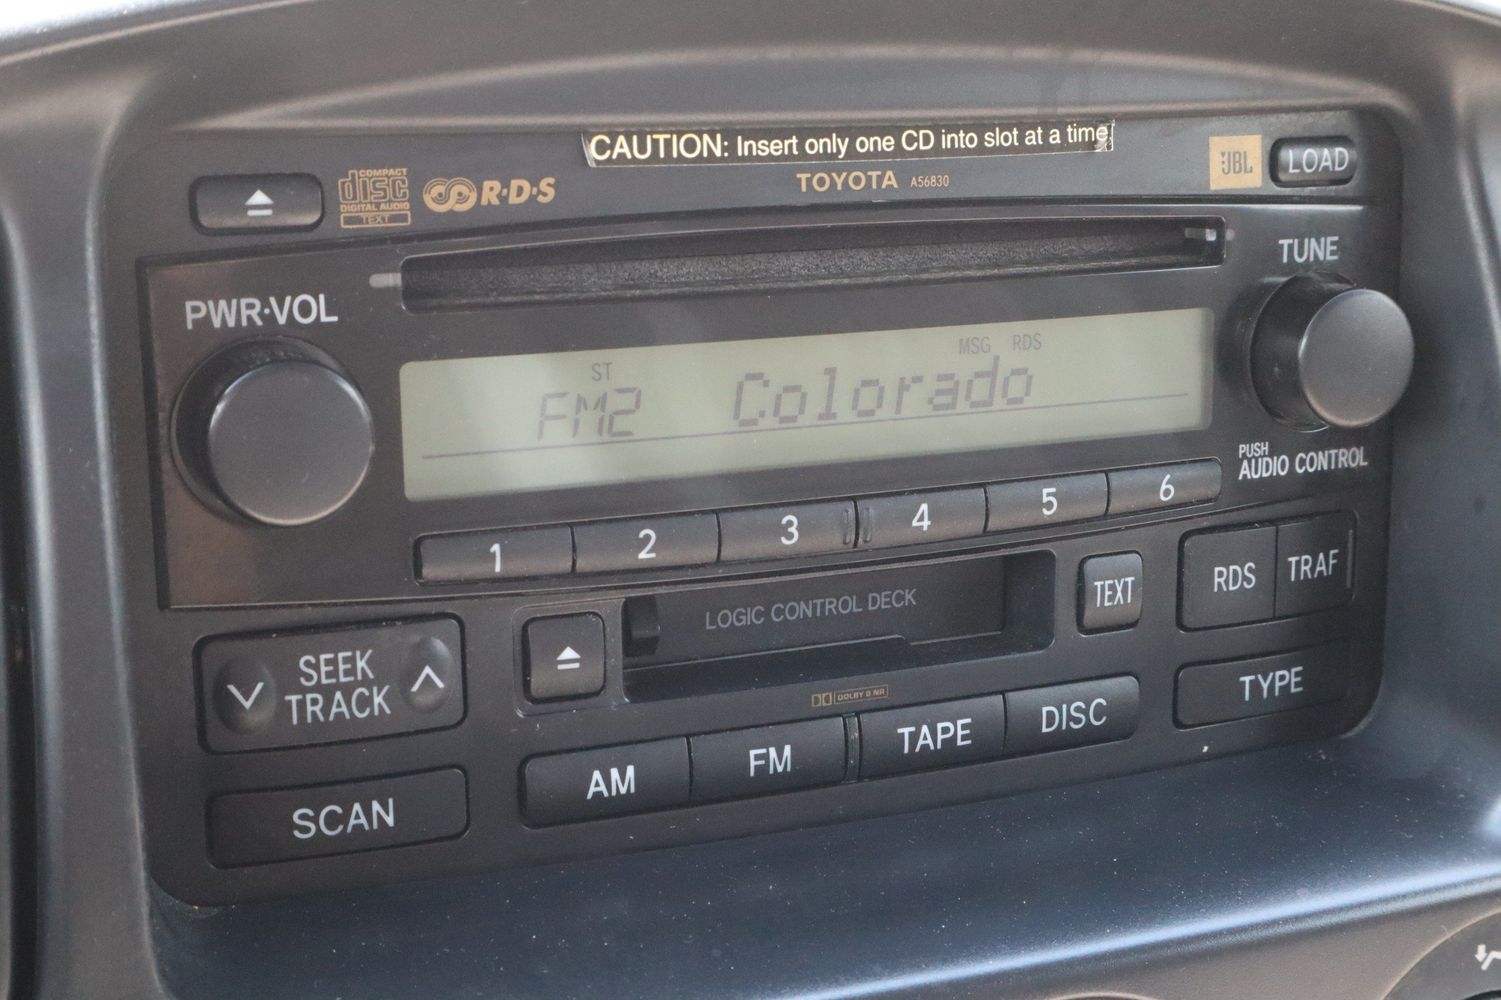 CAUTION: Insert only one CD into slot at a time
COMPACT
disc
DIGITAL AUDIO
TEXT
R·D·S
TOYOTA A56830
JBL
LOAD
PWR·VOL
TUNE
ST
MSG RDS
FM2 Colorado
PUSH
AUDIO CONTROL
1 2 3 4 5 6
LOGIC CONTROL DECK
TEXT
RDS
TRAF
SEEK
TRACK
TYPE
DOLBY B NR
AM
FM
TAPE
DISC
SCAN